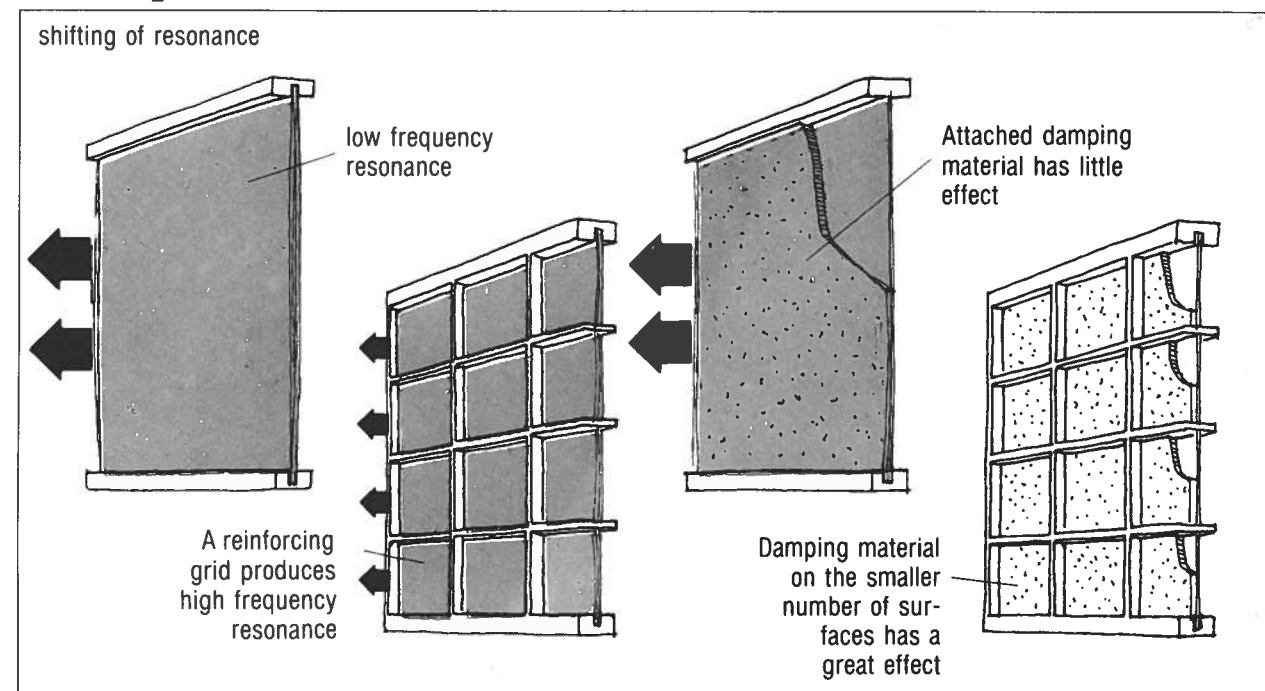 shifting of resonance
low frequency
resonance
A reinforcing
grid produces
high frequency
resonance
Attached damping
material has little
effect
Damping material
on the smaller
number of sur-
faces has a
great effect